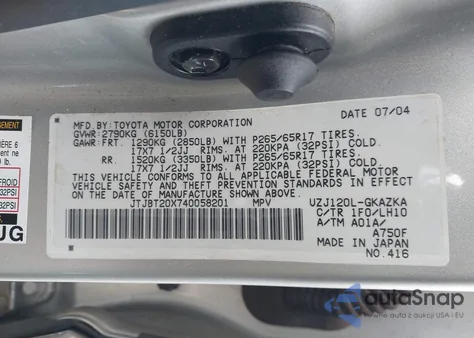 DATE 07/04
MFD.BY:TOYOTA MOTOR CORPORATION
GVWR:2790KG (6150LB)
GAWR:FRT. 1290KG (2850LB) WITH P265/65R17 TIRES.
17X7 1/2JJ RIMS. AT 220KPA (32PSI) COLD.
RR. 1520KG (3350LB) WITH P265/65R17 TIRES.
17X7 1/2JJ RIMS. AT 220KPA (32PSI) COLD.
THIS VEHICLE CONFORMS TO ALL APPLICABLE FEDERAL MOTOR
VEHICLE SAFETY STANDARDS IN EFFECT ON THE
DATE OF MANUFACTURE SHOWN ABOVE.
JTJBT20X740058201 MPV UZJ120L-GKAZKA
C/TR 1F0/LH10
A/TM A01A/
A750F
MADE IN JAPAN
NO.416
32PSI
32PSI
UG
autoSnap